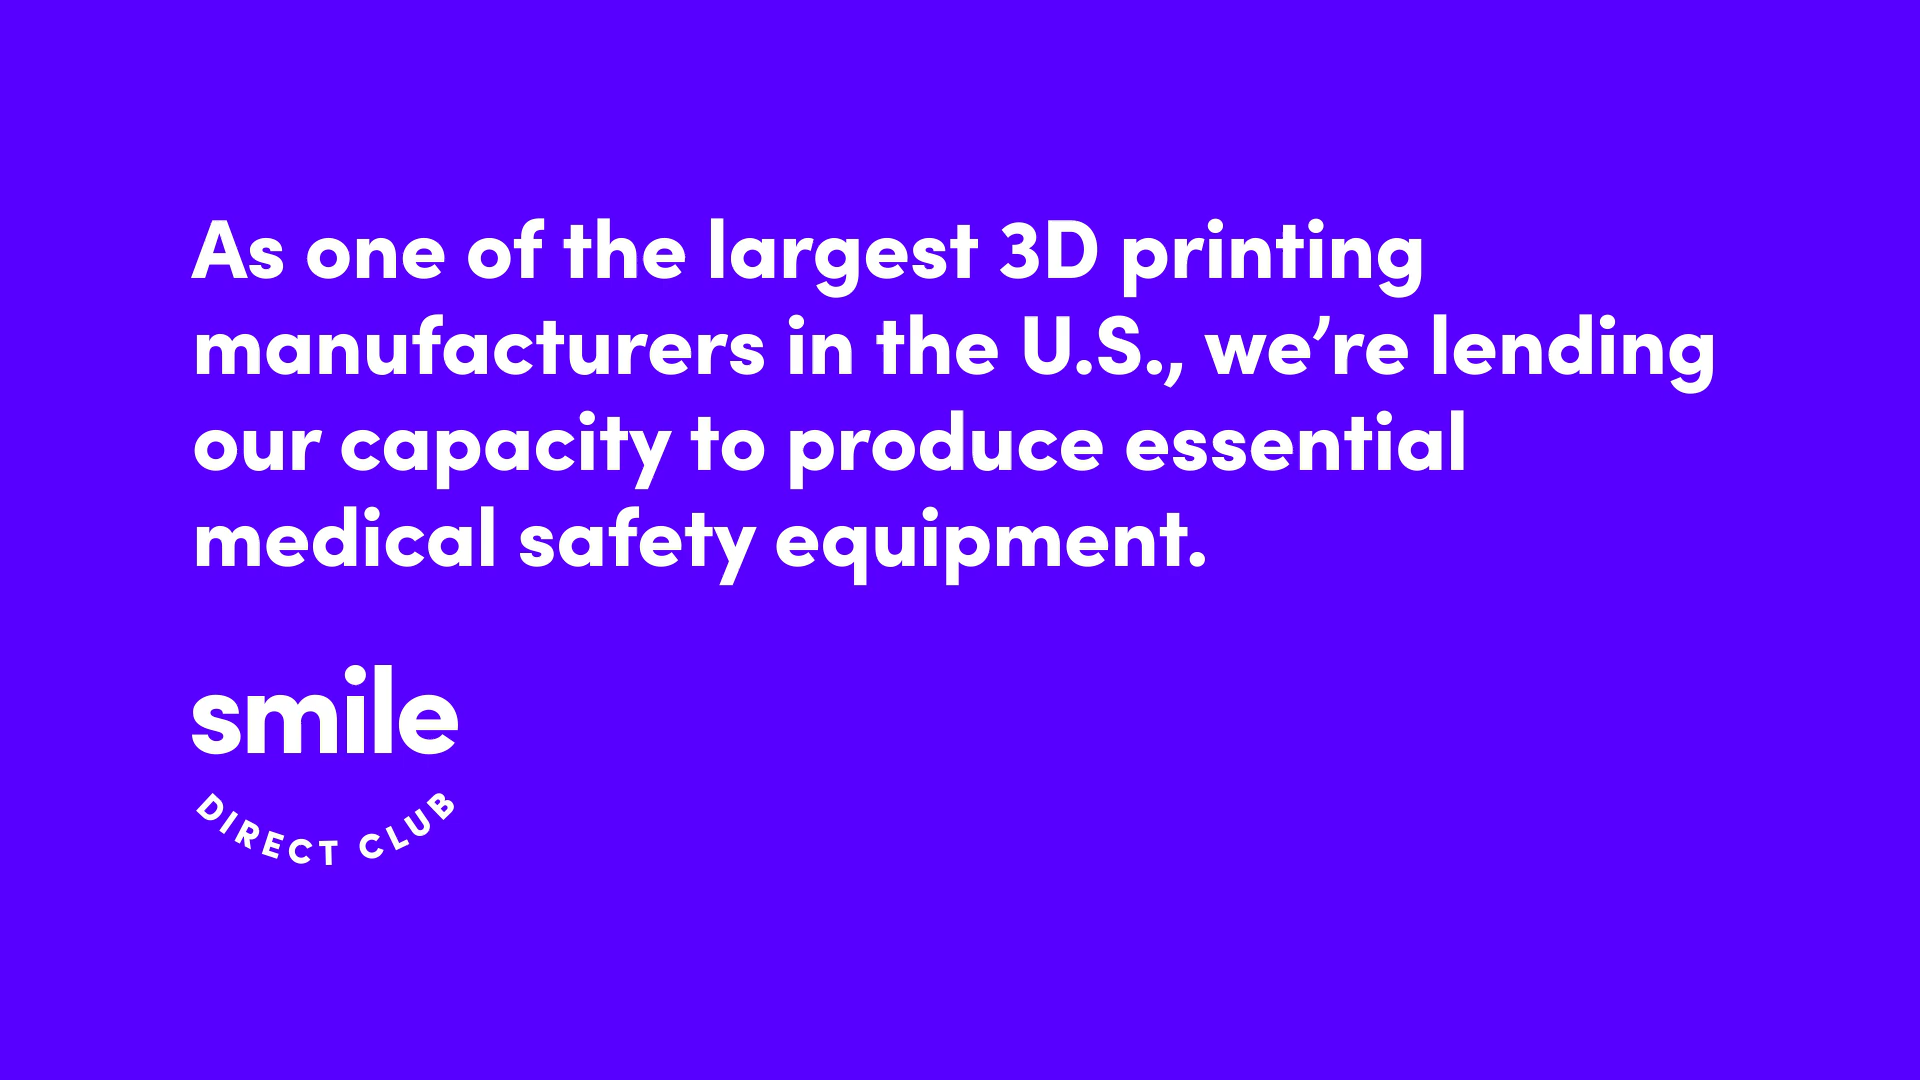 As one of the largest 3D printing
manufacturers in the U.S., we’re lending
our capacity to produce essential
medical safety equipment.
smile
DIRECT CLUB